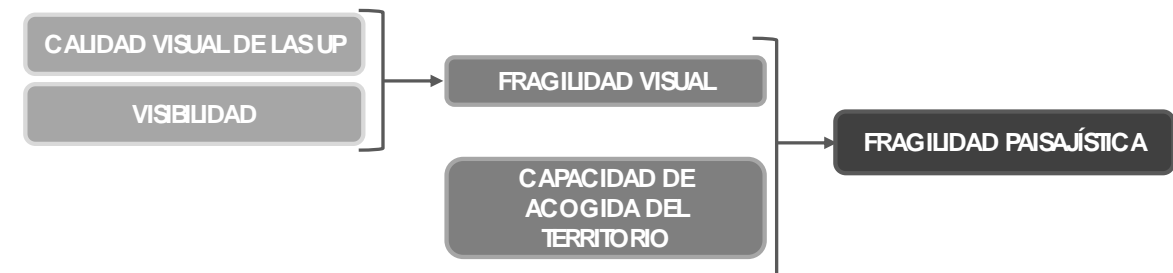 CALIDAD VISUAL DE LAS UP
VISIBILIDAD
FRAGILIDAD VISUAL
CAPACIDAD DE
ACOGIDA DEL
TERRITORIO
FRAGILIDAD PAISAJÍSTICA